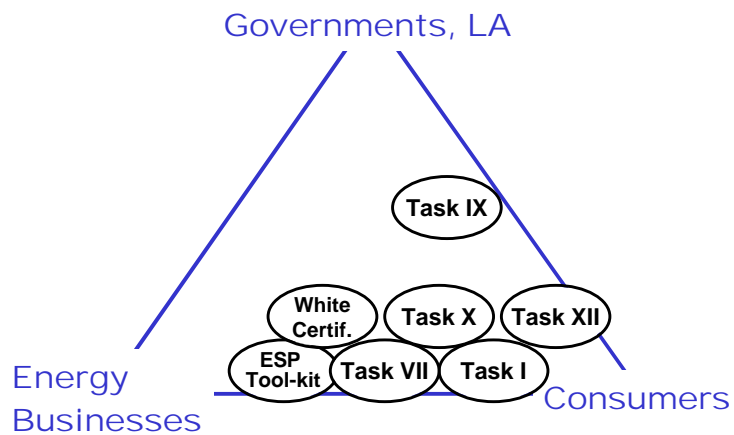 Governments, LA
Task IX
White
Certif.
Task X
Task XII
ESP
Tool-kit
Task VII
Task I
Energy
Businesses
Consumers